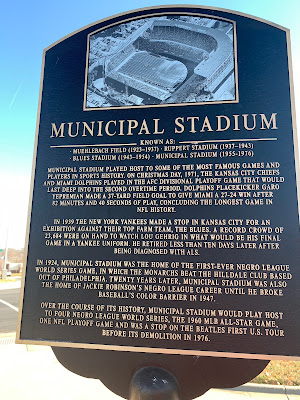 MUNICIPAL STADIUM
KNOWN AS:
· MUEHLEBACH FIELD (1923-1937) · RUPPERT STADIUM (1937-1943)
· BLUES STADIUM (1943-1954) · MUNICIPAL STADIUM (1955-1976)
MUNICIPAL STADIUM PLAYED HOST TO SOME OF THE MOST FAMOUS GAMES AND
PLAYERS IN SPORTS HISTORY. ON CHRISTMAS DAY, 1971, THE KANSAS CITY CHIEFS
AND MIAMI DOLPHINS PLAYED IN THE AFC DIVISIONAL PLAYOFF GAME THAT WOULD
LAST DEEP INTO THE SECOND OVERTIME PERIOD. DOLPHINS PLACEKICKER GARO
YEPREMIAN MADE A 37-YARD FIELD GOAL TO GIVE MIAMI A 27-24 WIN AFTER
82 MINUTES AND 40 SECONDS OF PLAY, CONCLUDING THE LONGEST GAME IN
NFL HISTORY.
IN 1939 THE NEW YORK YANKEES MADE A STOP IN KANSAS CITY FOR AN
EXHIBITION AGAINST THEIR TOP FARM TEAM, THE BLUES. A RECORD CROWD OF
23,864 WERE ON HAND TO WATCH LOU GEHRIG IN WHAT WOULD BE HIS FINAL
GAME IN A YANKEE UNIFORM. HE RETIRED LESS THAN TEN DAYS LATER AFTER
BEING DIAGNOSED WITH ALS.
IN 1924, MUNICIPAL STADIUM WAS THE HOME OF THE FIRST-EVER NEGRO LEAGUE
WORLD SERIES GAME, IN WHICH THE MONARCHS BEAT THE HILLDALE CLUB BASED
OUT OF PHILADELPHIA. TWENTY YEARS LATER, MUNICIPAL STADIUM WAS ALSO
THE HOME OF JACKIE ROBINSON'S NEGRO LEAGUE CAREER UNTIL HE BROKE
BASEBALL'S COLOR BARRIER IN 1947.
OVER THE COURSE OF ITS HISTORY, MUNICIPAL STADIUM WOULD PLAY HOST
TO FOUR NEGRO LEAGUE WORLD SERIES, THE 1960 MLB ALL-STAR GAME,
ONE NFL PLAYOFF GAME AND WAS A STOP ON THE BEATLES FIRST U.S. TOUR
BEFORE ITS DEMOLITION IN 1976.